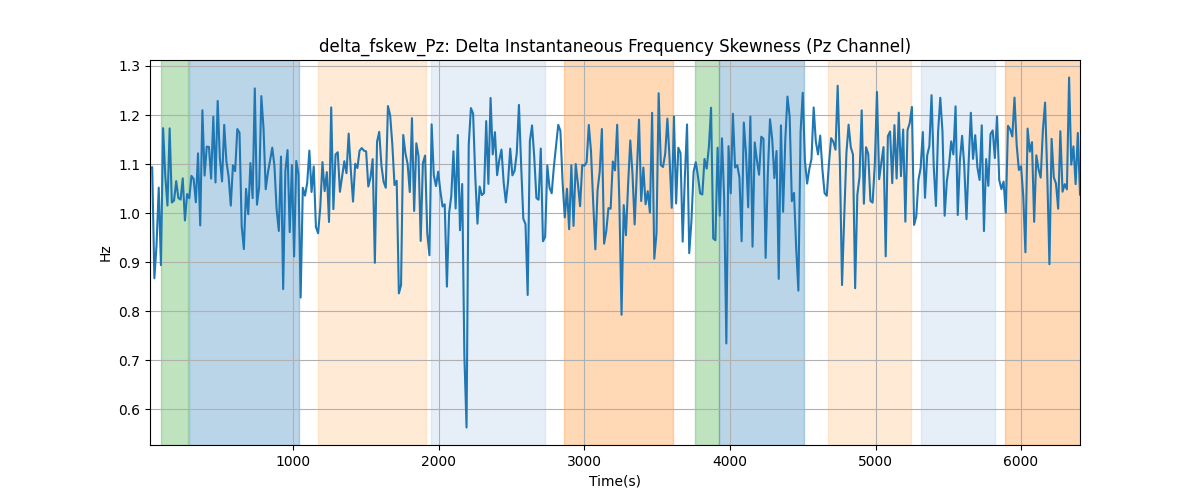 delta_fskew_Pz: Delta Instantaneous Frequency Skewness (Pz Channel)
1.3
1.2
1.1
1.0
0.9
0.8
0.7
0.6
Hz
1000 2000 3000 4000 5000 6000
Time(s)